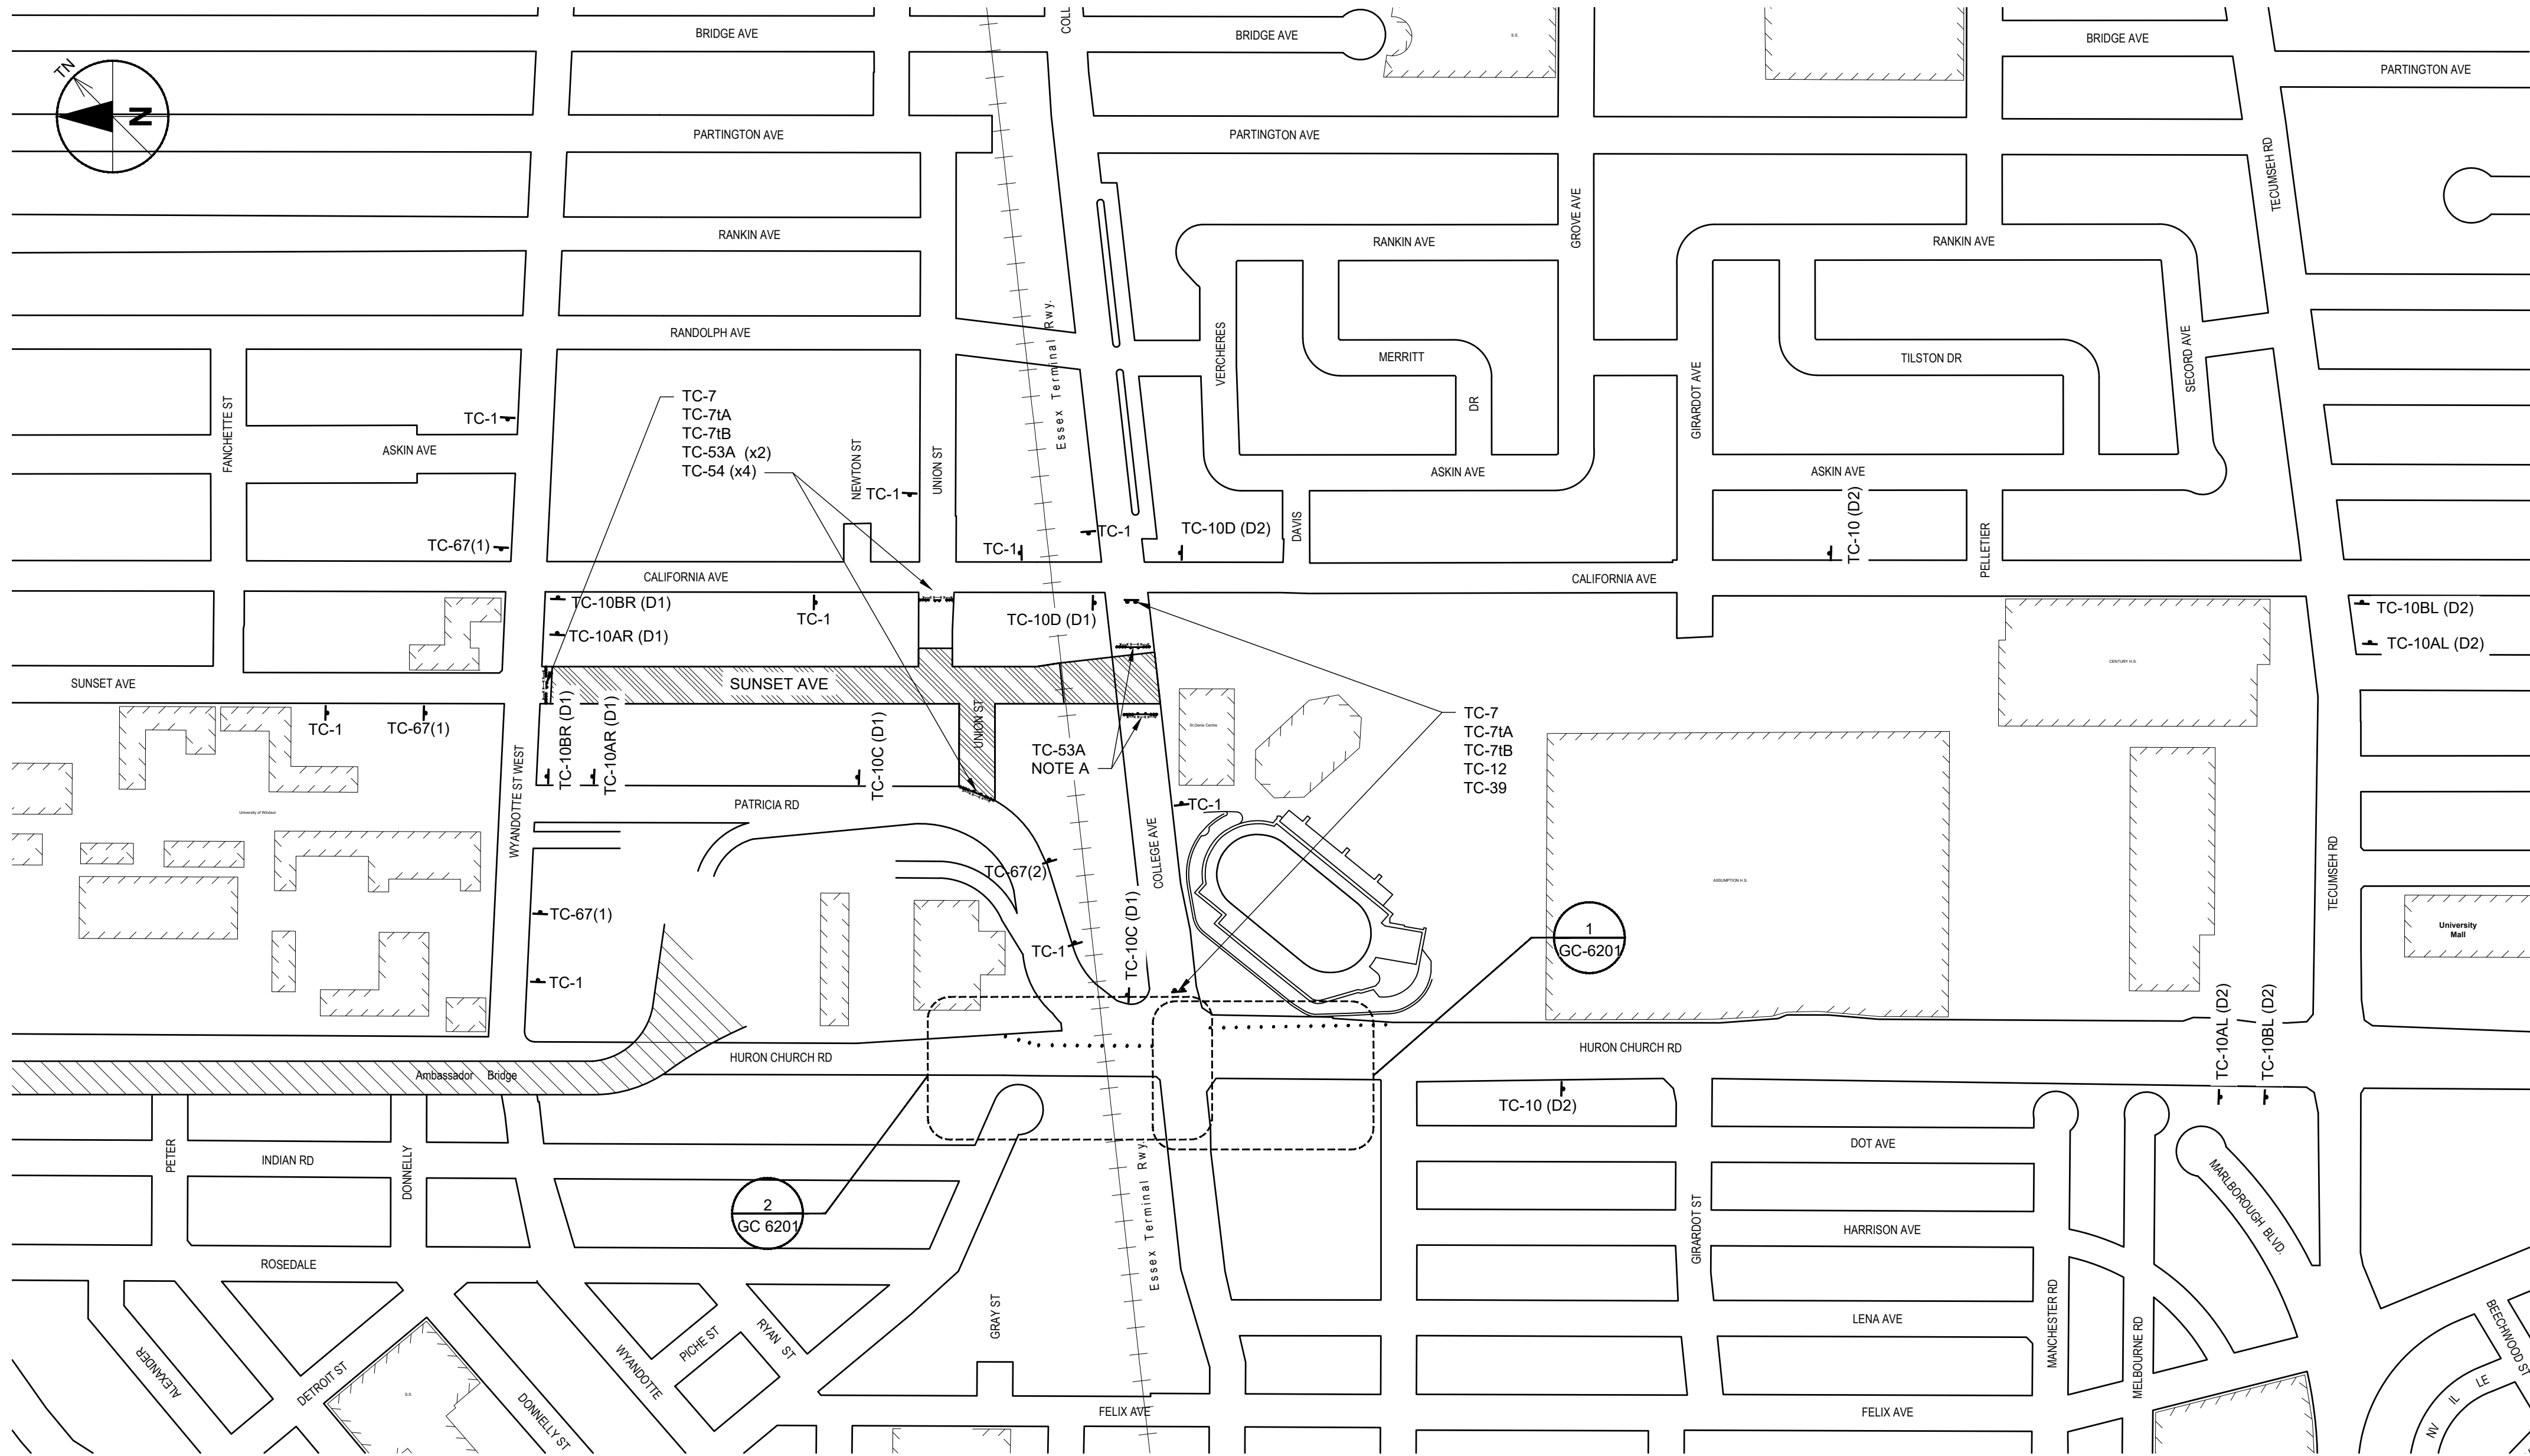 BRIDGE AVE
COLL
BRIDGE AVE
S.S.
BRIDGE AVE
PARTINGTON AVE
TN
N
PARTINGTON AVE
PARTINGTON AVE
TECUMSEH RD
RANKIN AVE
RANKIN AVE
GROVE AVE
RANKIN AVE
Essex Terminal Rwy.
RANDOLPH AVE
VERCHERES
MERRITT
DR
GIRARDOT AVE
TILSTON DR
SECORD AVE
FANCHETTE ST
TC-1
ASKIN AVE
TC-67(1)
TC-7
TC-7tA
TC-7tB
TC-53A (x2)
TC-54 (x4)
NEWTON ST
TC-1
UNION ST
ASKIN AVE
ASKIN AVE
TC-1
TC-1
TC-10D (D2)
DAVIS
TC-10 (D2)
PELLETIER
CALIFORNIA AVE
CALIFORNIA AVE
TC-10BR (D1)
TC-10AR (D1)
TC-1
TC-10D (D1)
TC-10BL (D2)
TC-10AL (D2)
CENTURY H.S.
SUNSET AVE
SUNSET AVE
TC-1
TC-67(1)
TC-10BR (D1)
TC-10AR (D1)
TC-10C (D1)
UNION ST
TC-53A
NOTE A
St.Denis Centre
TC-7
TC-7tA
TC-7tB
TC-12
TC-39
University of Windsor
WYANDOTTE ST WEST
PATRICIA RD
TC-1
COLLEGE AVE
TC-67(2)
TC-67(1)
TC-1
TC-1
TC-10C (D1)
ASSUMPTION H.S.
TECUMSEH RD
University
Mall
1
GC-6201
HURON CHURCH RD
HURON CHURCH RD
TC-10AL (D2)
TC-10BL (D2)
Ambassador Bridge
TC-10 (D2)
PETER
INDIAN RD
DONNELLY
DOT AVE
2
GC 6201
Essex Terminal Rwy.
GIRARDOT ST
HARRISON AVE
MARLBOROUGH BLVD.
ROSEDALE
GRAY ST
LENA AVE
MANCHESTER RD
MELBOURNE RD
BEECHWOOD ST
ALEXANDER
DETROIT ST
S.S.
DONNELLY ST
WYANDOTTE
PICHE ST
RYAN ST
FELIX AVE
FELIX AVE